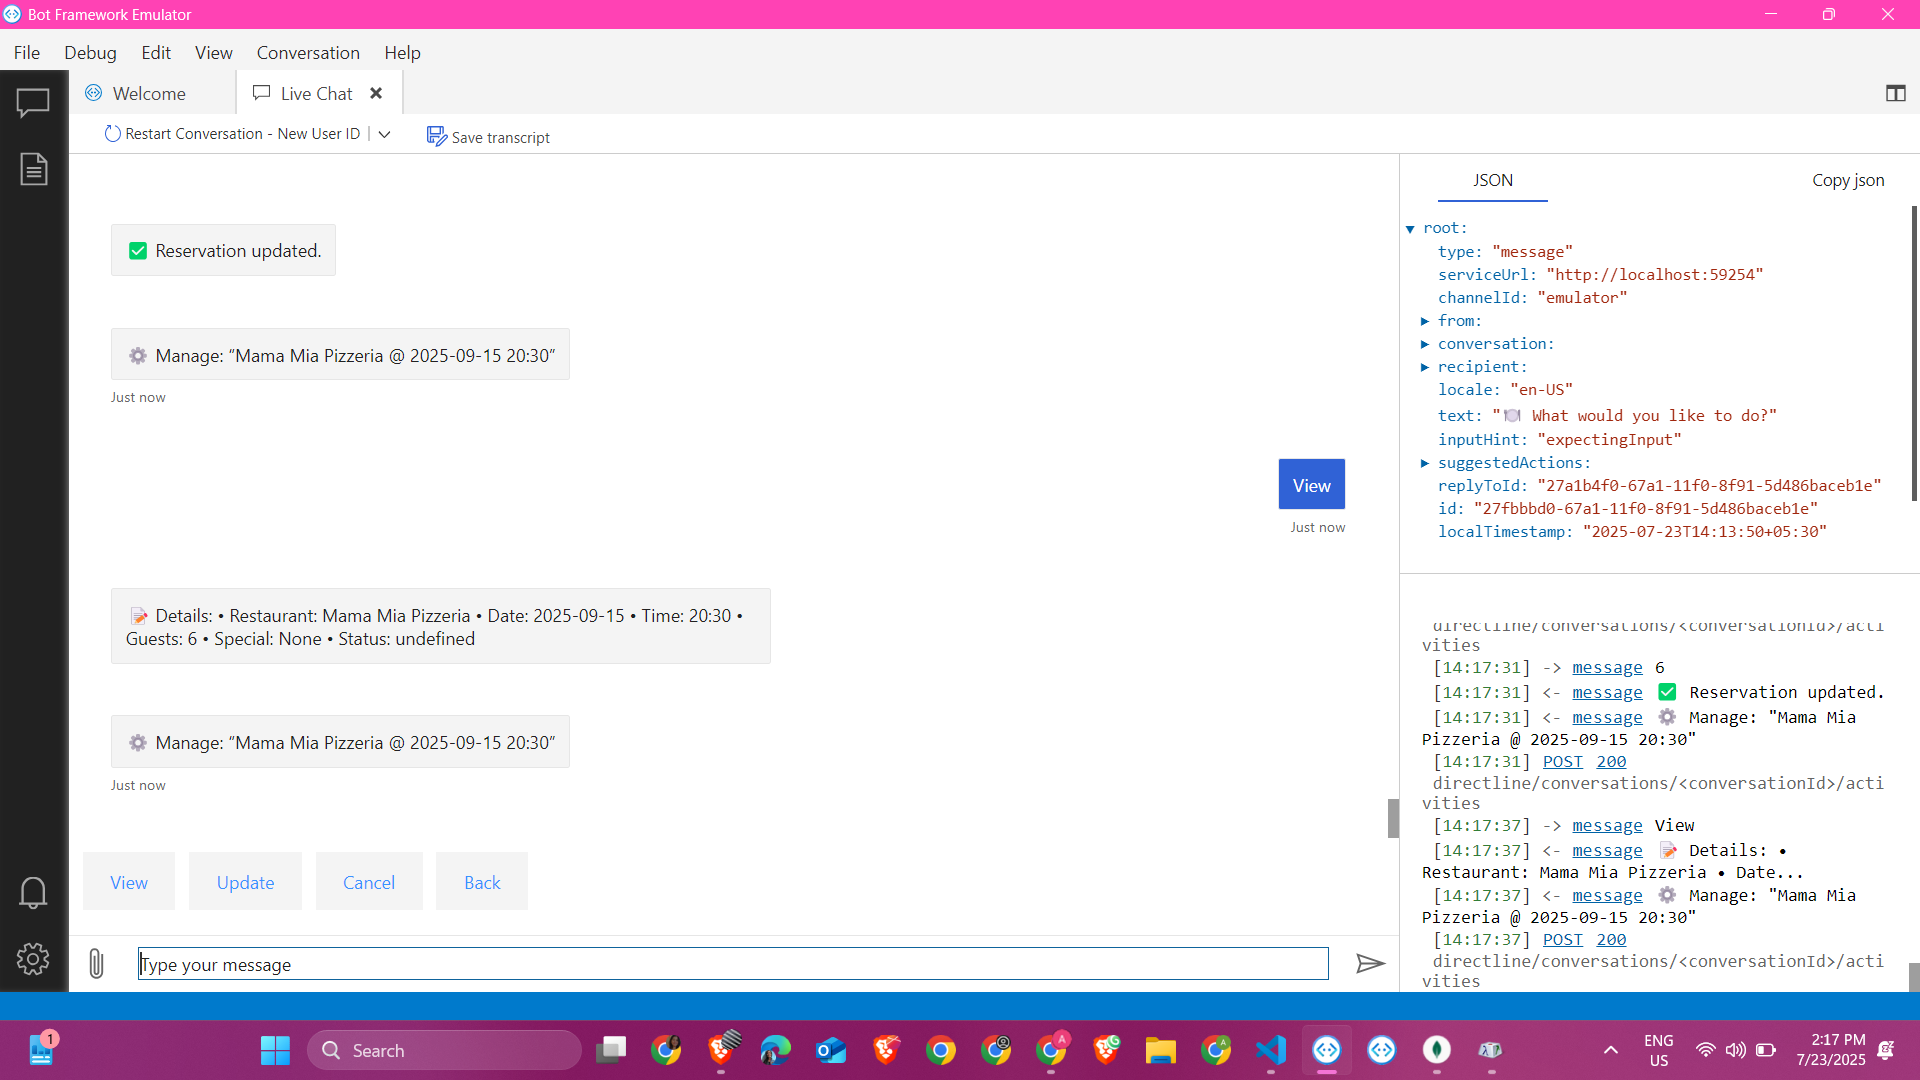 Bot Framework Emulator
File Debug Edit View Conversation Help
Welcome
Live Chat
Restart Conversation - New User ID
Save transcript
✅ Reservation updated.
⚙ Manage: “Mama Mia Pizzeria @ 2025-09-15 20:30”
Just now
View
Just now
📝 Details: • Restaurant: Mama Mia Pizzeria • Date: 2025-09-15 • Time: 20:30 •
Guests: 6 • Special: None • Status: undefined
⚙ Manage: “Mama Mia Pizzeria @ 2025-09-15 20:30”
Just now
View Update Cancel Back
Type your message
JSON
Copy json
root:
type: "message"
serviceUrl: "http://localhost:59254"
channelId: "emulator"
from:
conversation:
recipient:
locale: "en-US"
text: "🍽 What would you like to do?"
inputHint: "expectingInput"
suggestedActions:
replyToId: "27a1b4f0-67a1-11f0-8f91-5d486baceb1e"
id: "27fbbbd0-67a1-11f0-8f91-5d486baceb1e"
localTimestamp: "2025-07-23T14:13:50+05:30"
directline/conversations/<conversationId>/acti
vities
[14:17:31] -> message 6
[14:17:31] <- message ✅ Reservation updated.
[14:17:31] <- message ⚙ Manage: "Mama Mia
Pizzeria @ 2025-09-15 20:30"
[14:17:31] POST 200
directline/conversations/<conversationId>/acti
vities
[14:17:37] -> message View
[14:17:37] <- message 📝 Details: •
Restaurant: Mama Mia Pizzeria • Date...
[14:17:37] <- message ⚙ Manage: "Mama Mia
Pizzeria @ 2025-09-15 20:30"
[14:17:37] POST 200
directline/conversations/<conversationId>/acti
vities
1
Search
A
ENG
US
2:17 PM
7/23/2025